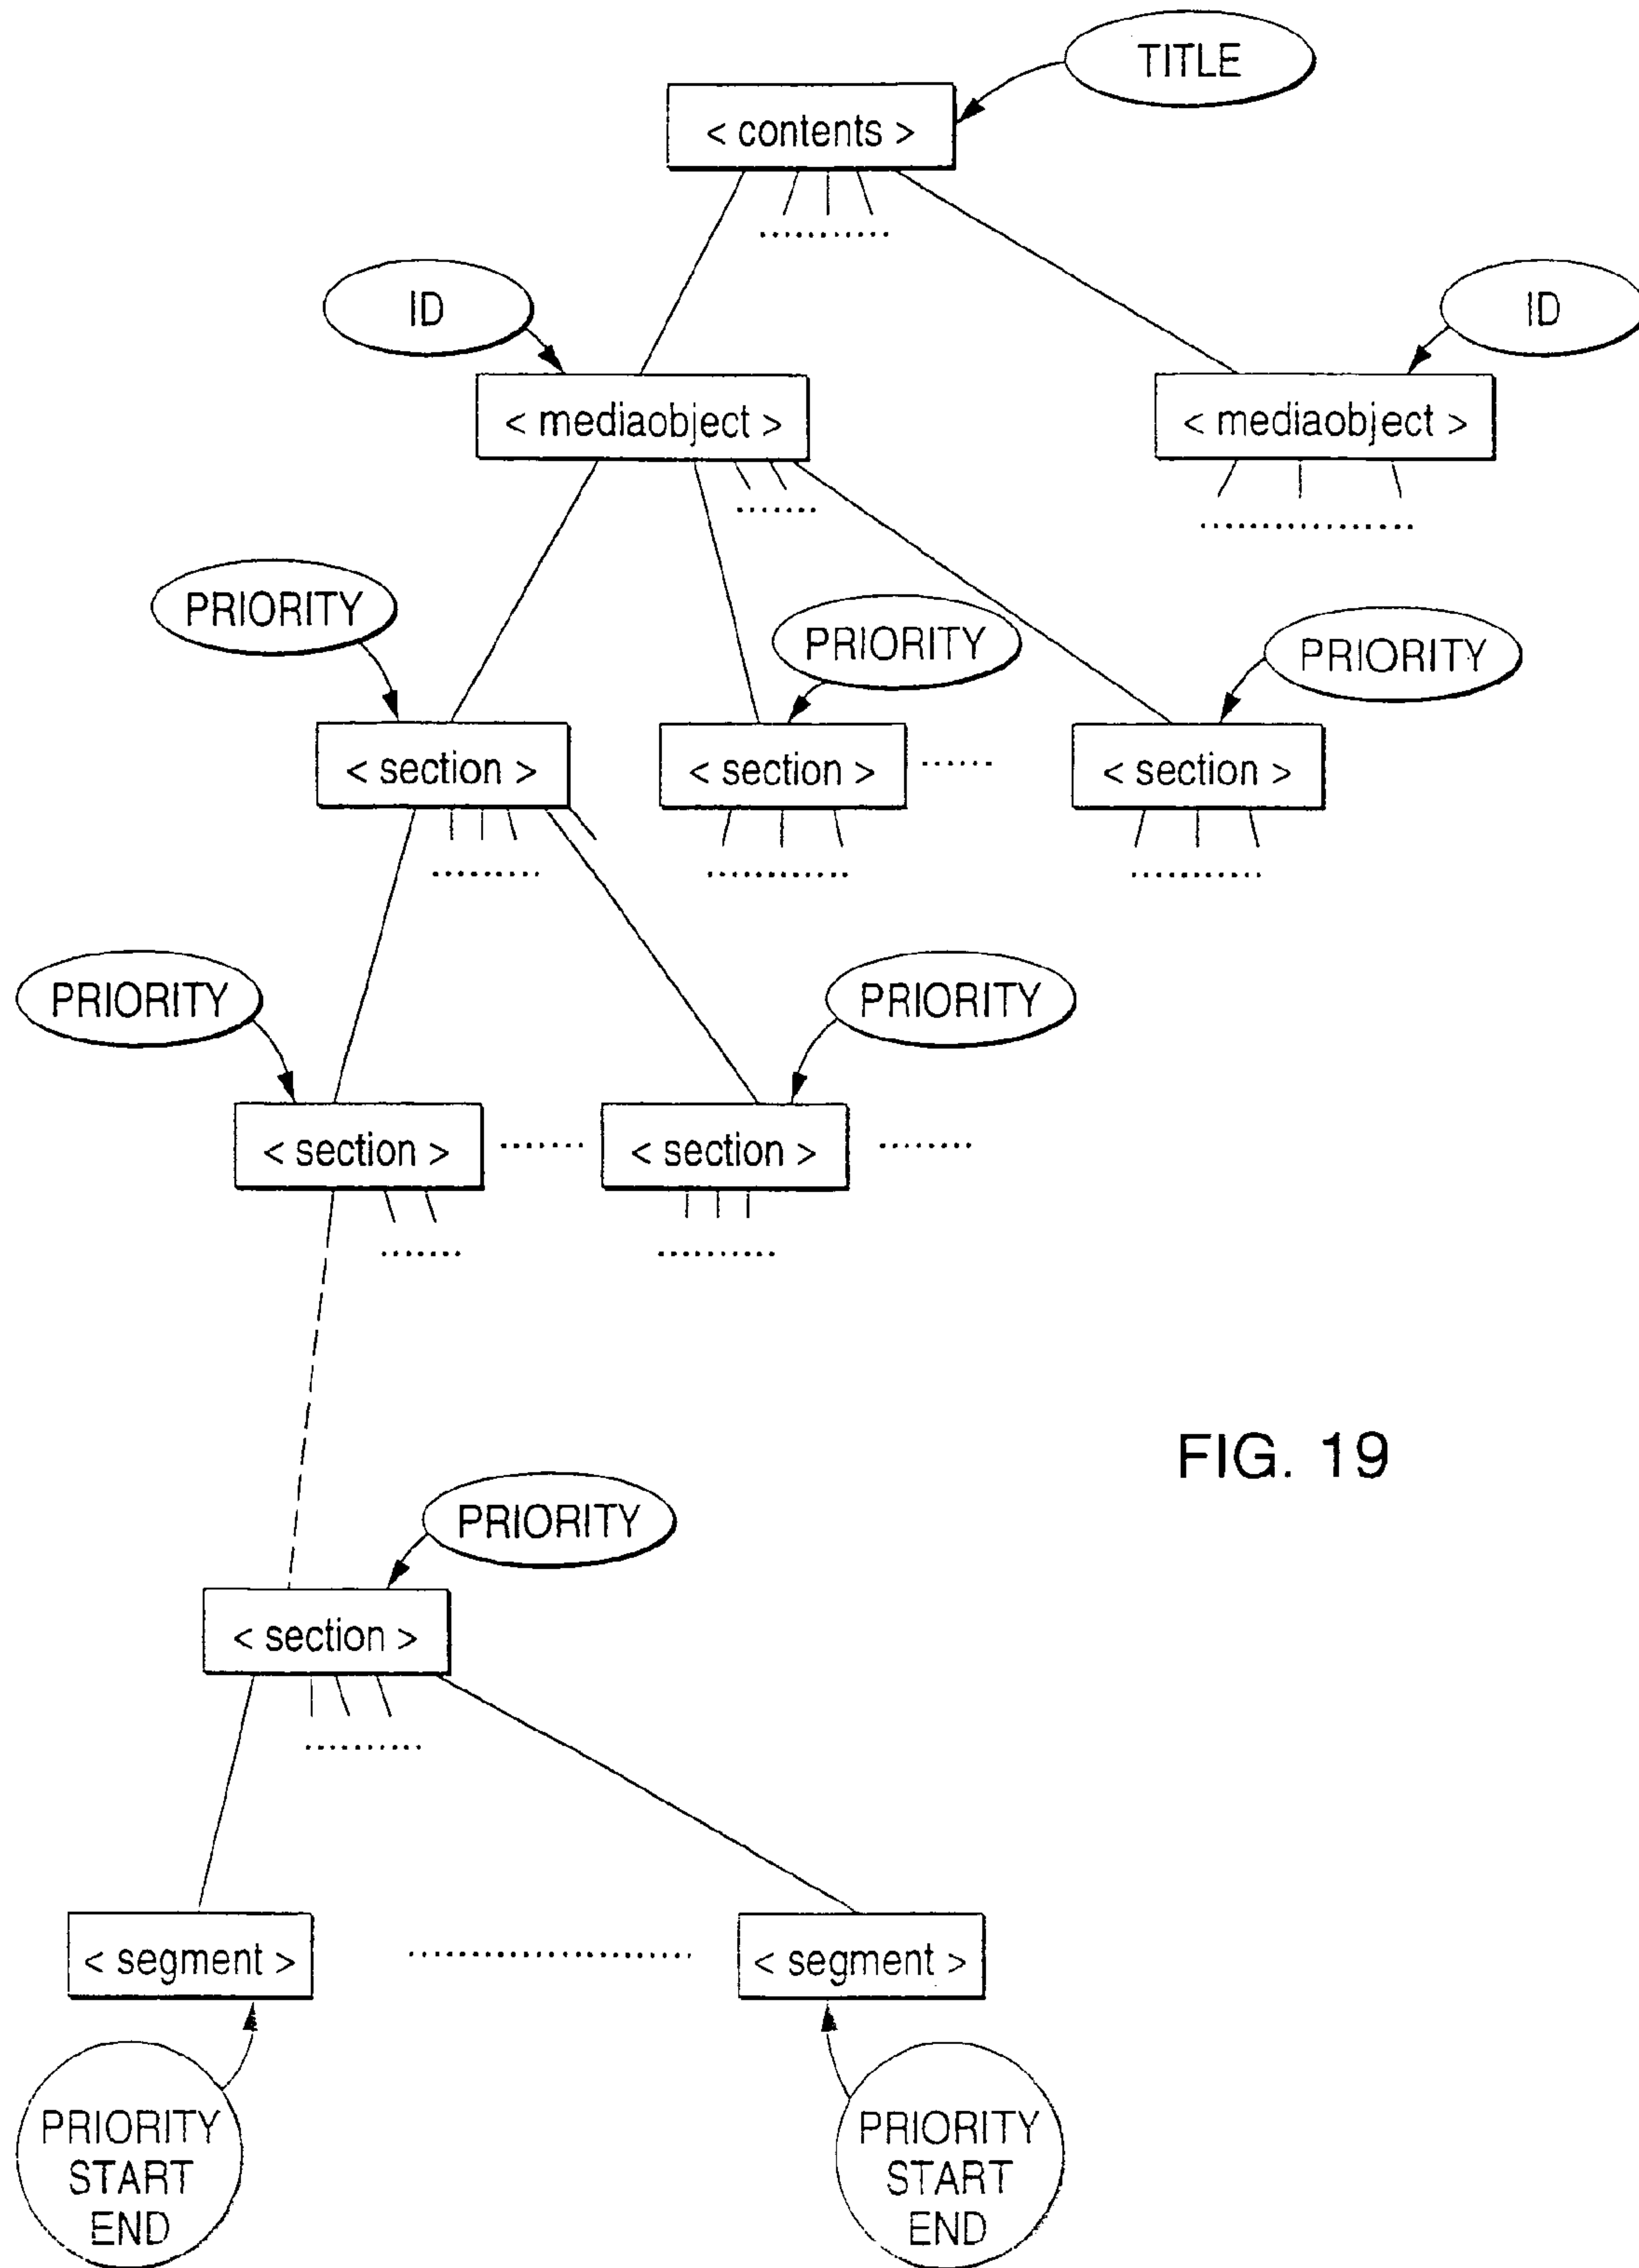 TITLE
< contents >
ID
ID
< mediaobject >
< mediaobject >
PRIORITY
PRIORITY
PRIORITY
< section >
< section >
< section >
PRIORITY
PRIORITY
< section >
< section >
FIG. 19
PRIORITY
< section >
< segment >
< segment >
PRIORITY
START
END
PRIORITY
START
END